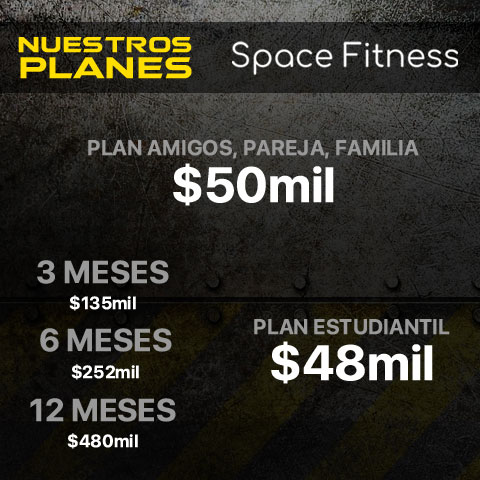 NUESTROS
PLANES
Space Fitness
PLAN AMIGOS, PAREJA, FAMILIA
$50mil
3 MESES
$135mil
6 MESES
$252mil
12 MESES
$480mil
PLAN ESTUDIANTIL
$48mil